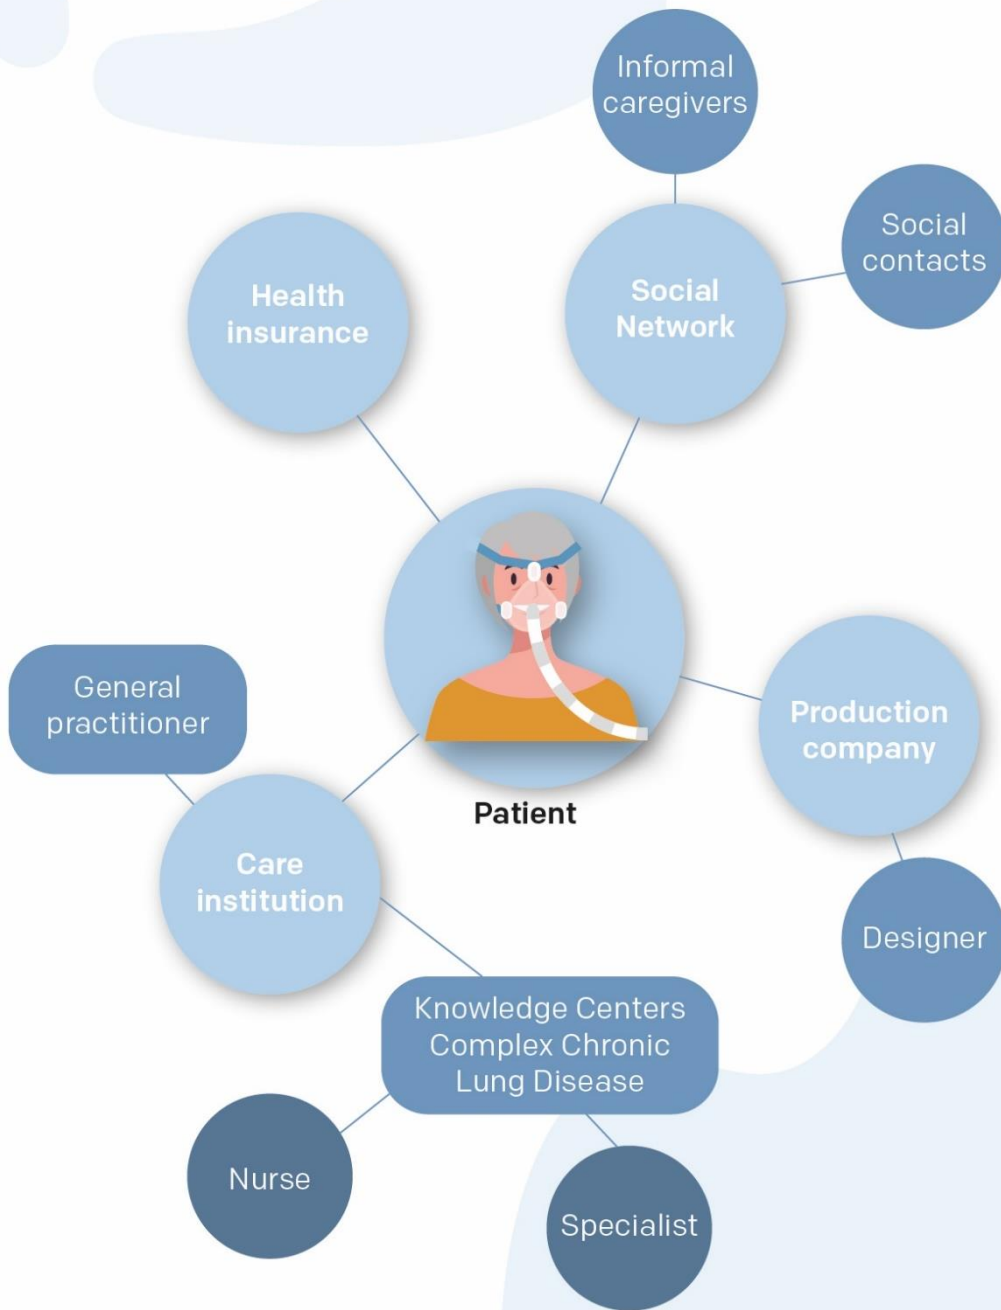 Informal
caregivers
Social
contacts
Health
insurance
Social
Network
General
practitioner
Patient
Production
company
Care
institution
Designer
Knowledge Centers
Complex Chronic
Lung Disease
Nurse
Specialist